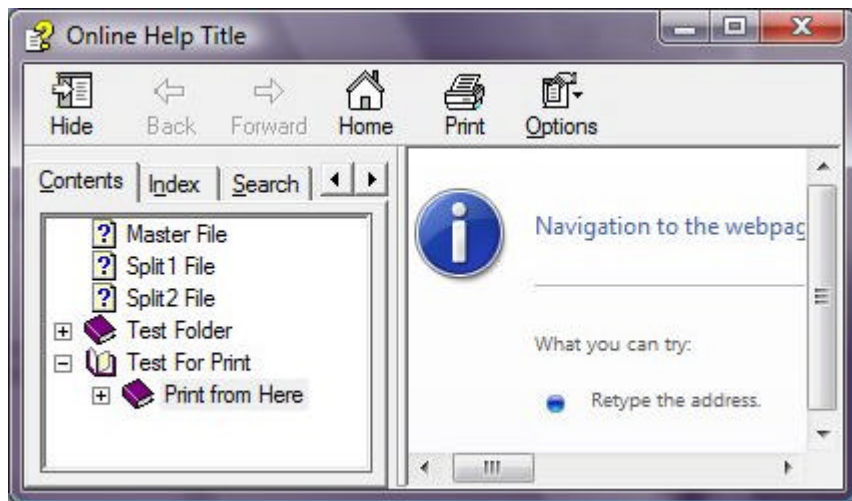 Online Help Title
Hide Back Forward Home Print Options
Contents Index Search
Master File
Split1 File
Split2 File
Test Folder
Test For Print
Print from Here
Navigation to the webpag
What you can try:
Retype the address.